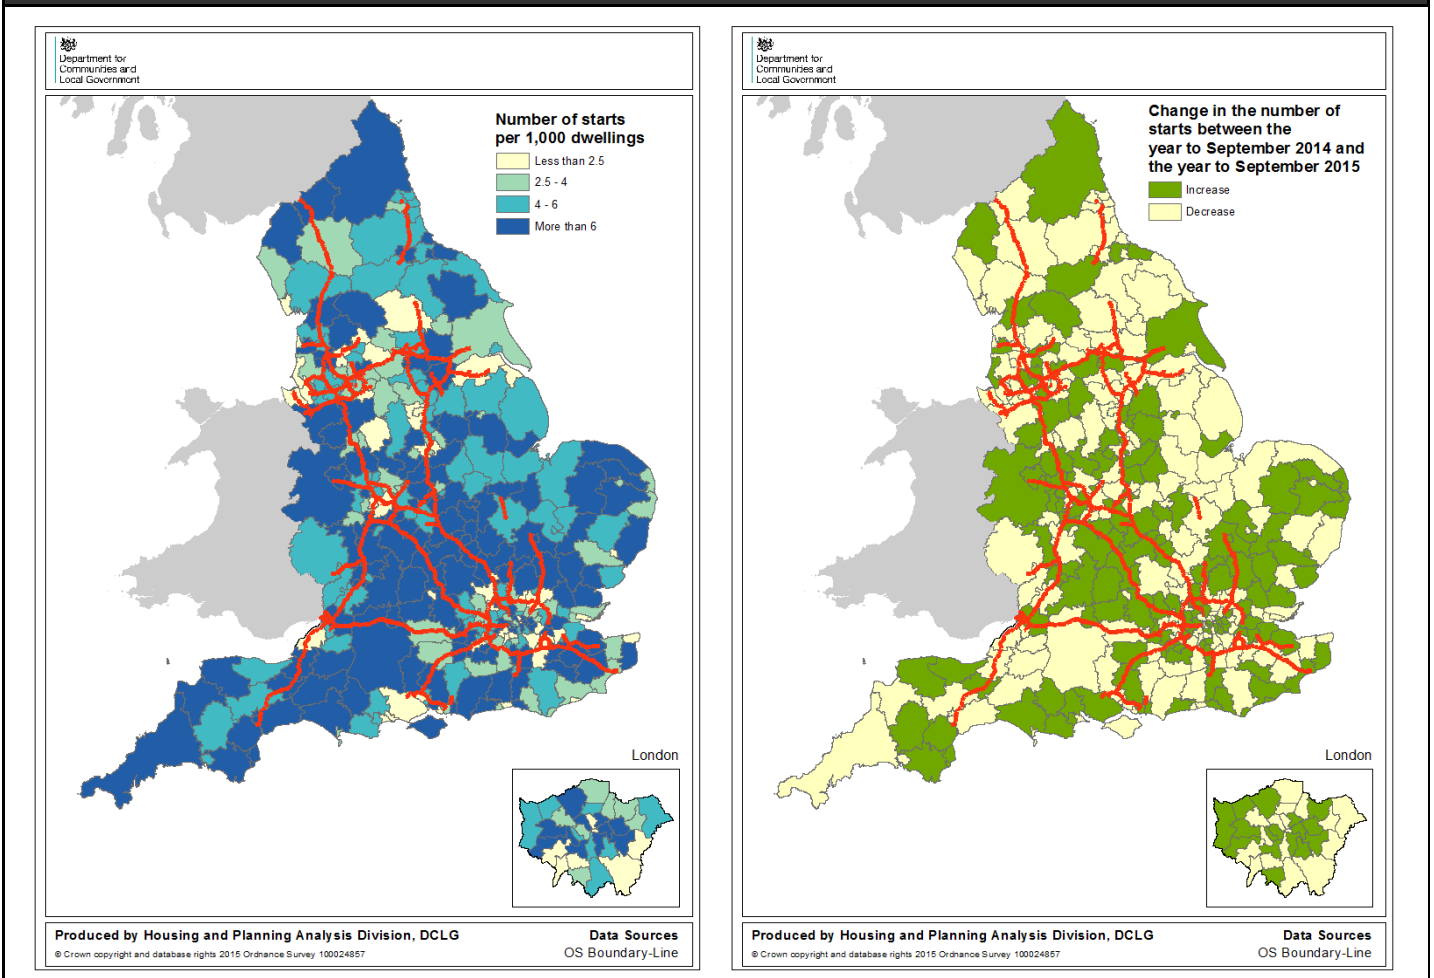 Department for
Communities and
Local Government
Number of starts
per 1,000 dwellings
Less than 2.5
2.5 - 4
4 - 6
More than 6
London
Produced by Housing and Planning Analysis Division, DCLG
Data Sources
© Crown copyright and database rights 2015 Ordnance Survey 100024857
OS Boundary-Line
Department for
Communities and
Local Government
Change in the number of
starts between the
year to September 2014 and
the year to September 2015
Increase
Decrease
London
Produced by Housing and Planning Analysis Division, DCLG
Data Sources
© Crown copyright and database rights 2015 Ordnance Survey 100024857
OS Boundary-Line